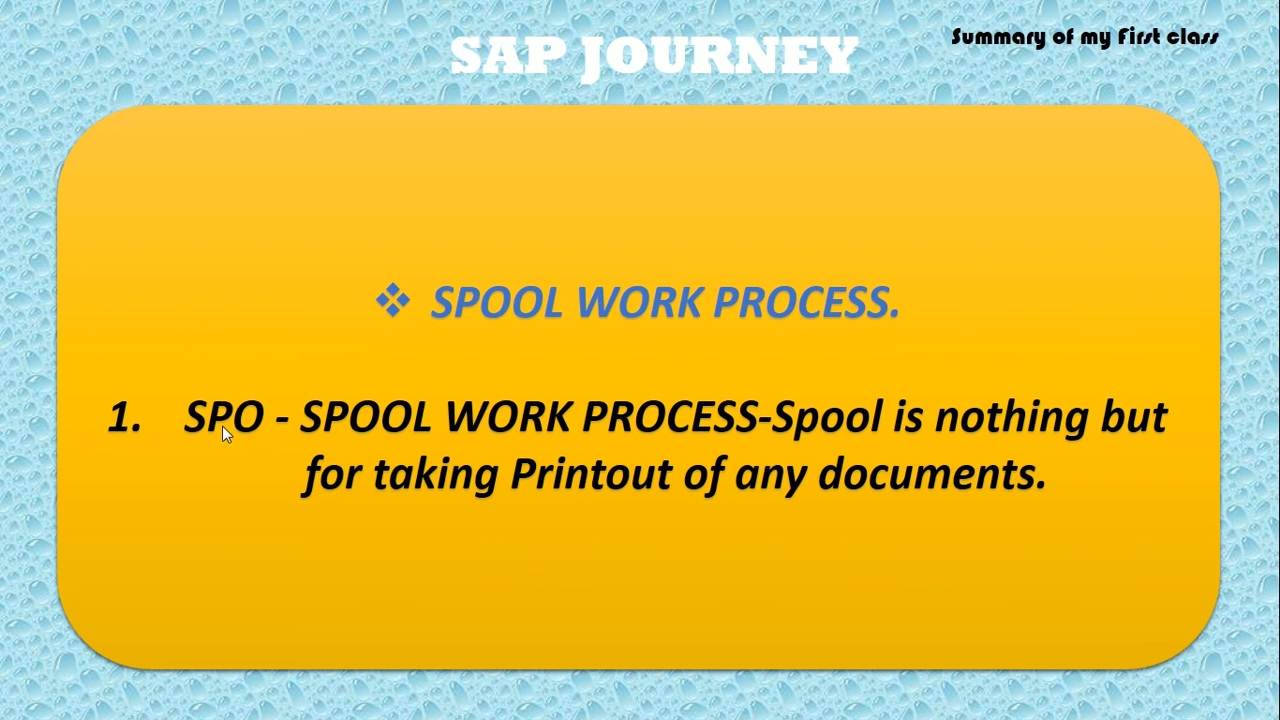 SAP JOURNEY
Summary of my First class
❖ SPOOL WORK PROCESS.
1. SPO - SPOOL WORK PROCESS-Spool is nothing but
for taking Printout of any documents.